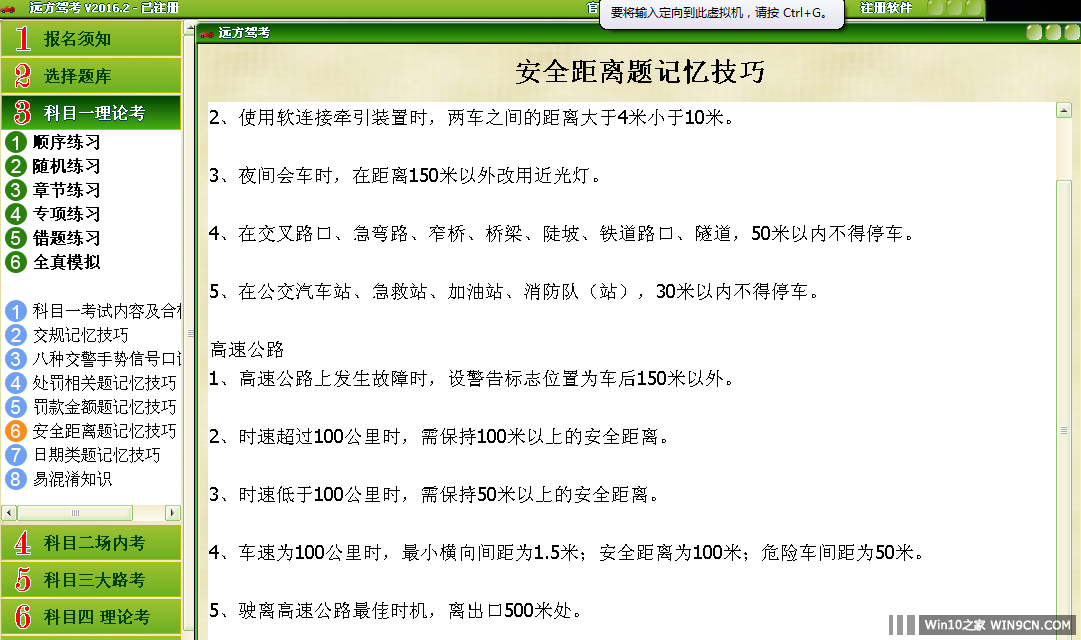 远方驾考 V2016.2 - 已注册
要将输入定向到此虚拟机，请按 Ctrl+G。
注册软件
1 报名须知
2 选择题库
3 科目一理论考
1 顺序练习
2 随机练习
3 章节练习
4 专项练习
5 错题练习
6 全真模拟
1 科目一考试内容及合
2 交规记忆技巧
3 八种交警手势信号口
4 处罚相关题记忆技巧
5 罚款金额题记忆技巧
6 安全距离题记忆技巧
7 日期类题记忆技巧
8 易混淆知识
4 科目二场内考
5 科目三大路考
6 科目四 理论考
远方驾考
安全距离题记忆技巧
2、使用软连接牵引装置时，两车之间的距离大于4米小于10米。
3、夜间会车时，在距离150米以外改用近光灯。
4、在交叉路口、急弯路、窄桥、桥梁、陡坡、铁道路口、隧道，50米以内不得停车。
5、在公交汽车站、急救站、加油站、消防队（站），30米以内不得停车。
高速公路
1、高速公路上发生故障时，设警告标志位置为车后150米以外。
2、时速超过100公里时，需保持100米以上的安全距离。
3、时速低于100公里时，需保持50米以上的安全距离。
4、车速为100公里时，最小横向间距为1.5米；安全距离为100米；危险车间距为50米。
5、驶离高速公路最佳时机，离出口500米处。
Win10之家 WIN9CN.COM